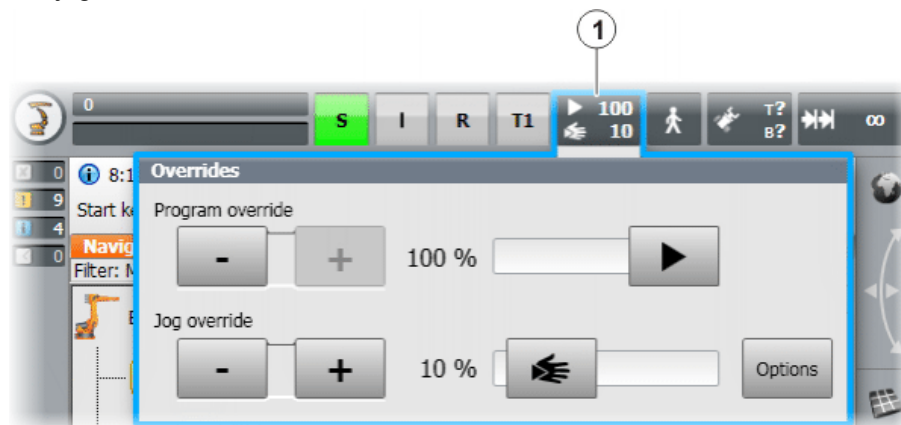 1
0
S I R T1 100 10 T? B? ∞
0
9
4
0
8:1
Overrides
Start k
Program override
- + 100 %
Navig
Filter: M
Jog override
- + 10 % Options